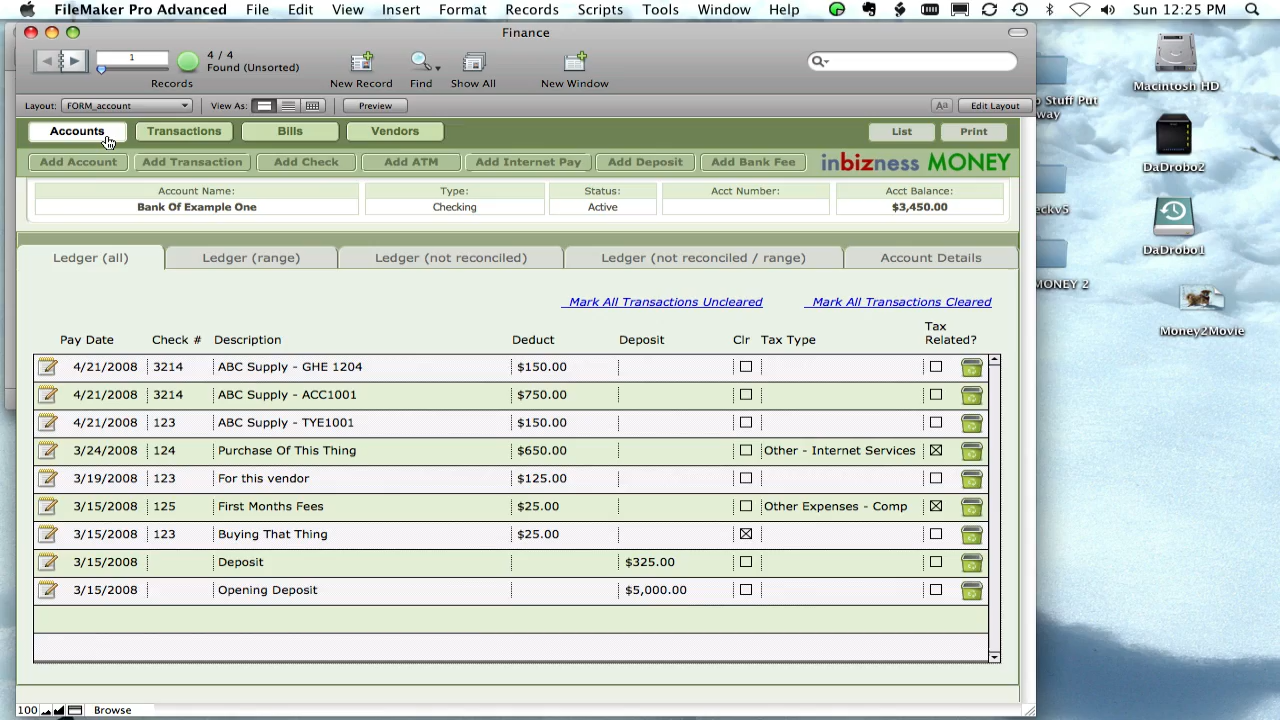 FileMaker Pro Advanced File Edit View Insert Format Records Scripts Tools Window Help Sun 12:25 PM
Finance
1
4 / 4
Found (Unsorted)
Records
New Record Find Show All New Window
Layout: FORM_account View As: Preview Aa Edit Layout
Accounts Transactions Bills Vendors List Print
Add Account Add Transaction Add Check Add ATM Add Internet Pay Add Deposit Add Bank Fee inbizness MONEY
Account Name: Type: Status: Acct Number: Acct Balance:
Bank Of Example One Checking Active $3,450.00
Ledger (all) Ledger (range) Ledger (not reconciled) Ledger (not reconciled / range) Account Details
Mark All Transactions Uncleared Mark All Transactions Cleared
Pay Date Check # Description Deduct Deposit Clr Tax Type Tax Related?
4/21/2008 3214 ABC Supply - GHE 1204 $150.00
4/21/2008 3214 ABC Supply - ACC1001 $750.00
4/21/2008 123 ABC Supply - TYE1001 $150.00
3/24/2008 124 Purchase Of This Thing $650.00 Other - Internet Services
3/19/2008 123 For this vendor $125.00
3/15/2008 125 First Months Fees $25.00 Other Expenses - Comp
3/15/2008 123 Buying That Thing $25.00
3/15/2008 Deposit $325.00
3/15/2008 Opening Deposit $5,000.00
100 Browse
Macintosh HD
Stuff Put
way
DaDrobo2
eckv5
DaDrobo1
MONEY 2
Money2Movie